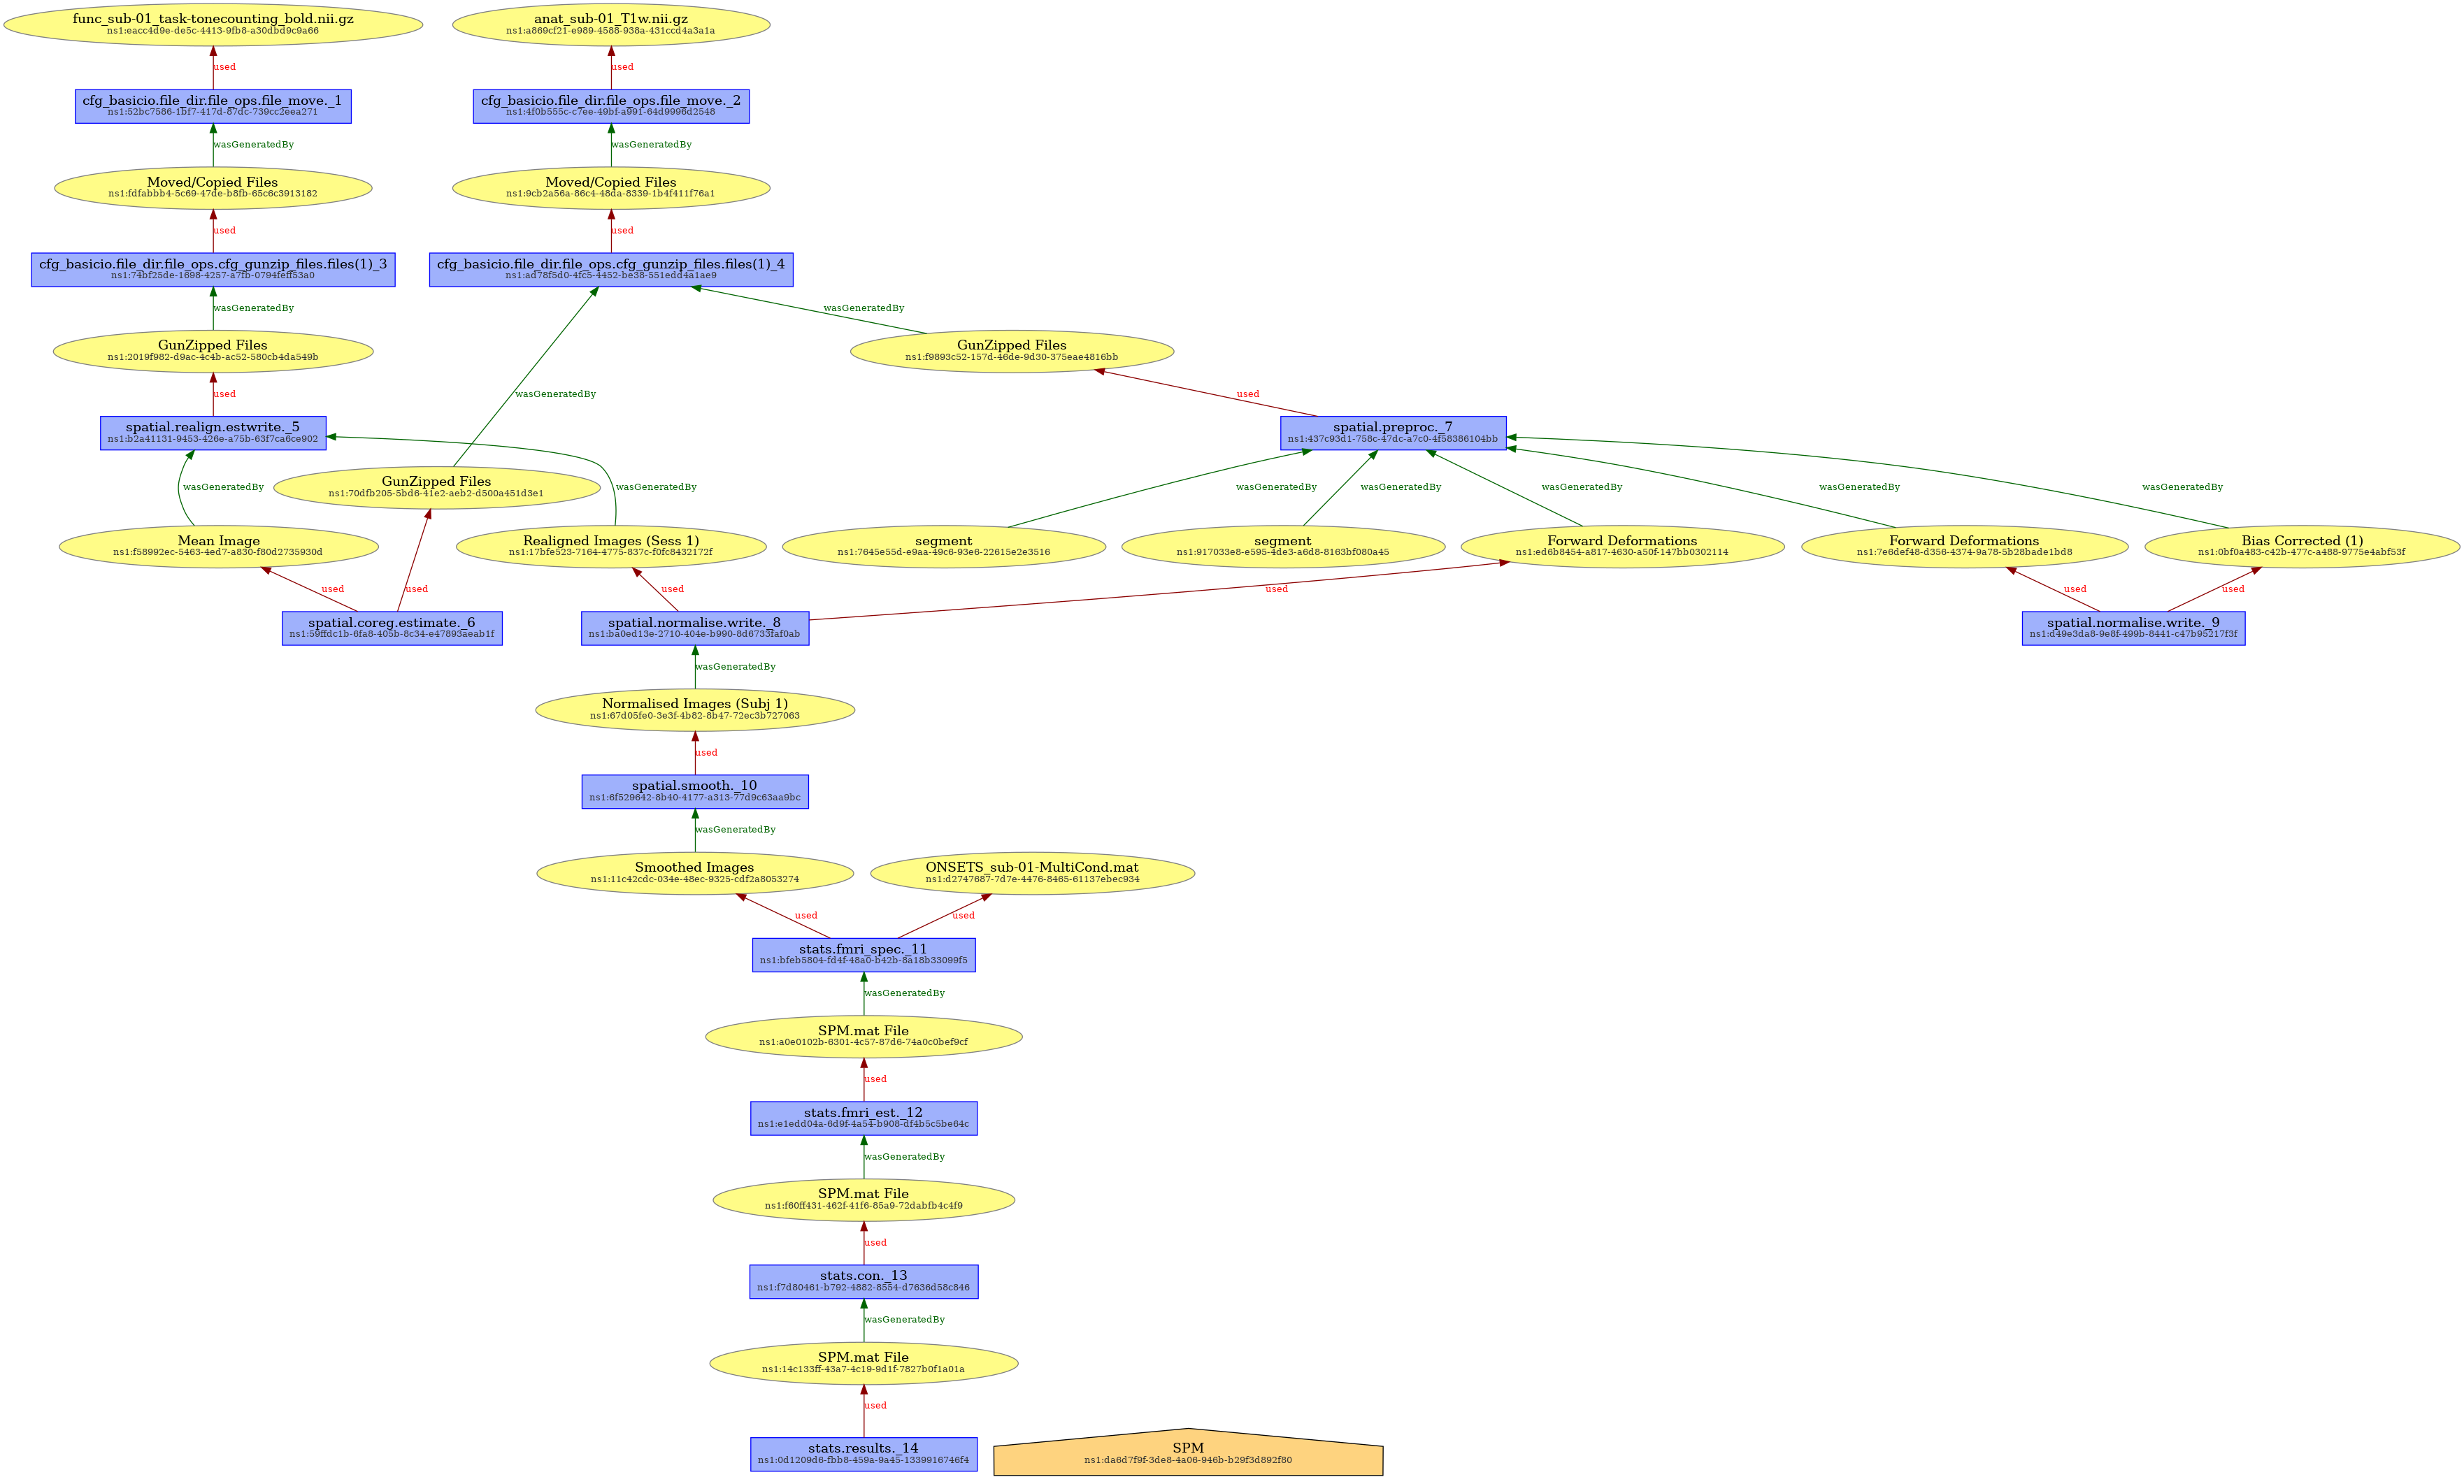 func_sub-01_task-tonecounting_bold.nii.gz
ns1:eacc4d9e-de5c-4413-9fb8-a30dbd9c9a66
anat_sub-01_T1w.nii.gz
ns1:a869cf21-e989-4588-938a-431ccd4a3a1a
used
used
cfg_basicio.file_dir.file_ops.file_move._1
ns1:52bc7586-1bf7-417d-87dc-739cc2eea271
cfg_basicio.file_dir.file_ops.file_move._2
ns1:4f0b555c-c7ee-49bf-a991-64d9996d2548
wasGeneratedBy
wasGeneratedBy
Moved/Copied Files
ns1:fdfabbb4-5c69-47de-b8fb-65c6c3913182
Moved/Copied Files
ns1:9cb2a56a-86c4-48da-8339-1b4f411f76a1
used
used
cfg_basicio.file_dir.file_ops.cfg_gunzip_files.files(1)_3
ns1:74bf25de-1698-4257-a7fb-0794feff53a0
cfg_basicio.file_dir.file_ops.cfg_gunzip_files.files(1)_4
ns1:ad78f5d0-4fc5-4452-be38-551edd4a1ae9
wasGeneratedBy
wasGeneratedBy
GunZipped Files
ns1:2019f982-d9ac-4c4b-ac52-580cb4da549b
GunZipped Files
ns1:f9893c52-157d-46de-9d30-375eae4816bb
used
wasGeneratedBy
used
spatial.realign.estwrite._5
ns1:b2a41131-9453-426e-a75b-63f7ca6ce902
spatial.preproc._7
ns1:437c93d1-758c-47dc-a7c0-4f58386104bb
wasGeneratedBy
GunZipped Files
ns1:70dfb205-5bd6-41e2-aeb2-d500a451d3e1
wasGeneratedBy
wasGeneratedBy
wasGeneratedBy
wasGeneratedBy
wasGeneratedBy
wasGeneratedBy
Mean Image
ns1:f58992ec-5463-4ed7-a830-f80d2735930d
Realigned Images (Sess 1)
ns1:17bfe523-7164-4775-837c-f0fc8432172f
segment
ns1:7645e55d-e9aa-49c6-93e6-22615e2e3516
segment
ns1:917033e8-e595-4de3-a6d8-8163bf080a45
Forward Deformations
ns1:ed6b8454-a817-4630-a50f-147bb0302114
Forward Deformations
ns1:7e6def48-d356-4374-9a78-5b28bade1bd8
Bias Corrected (1)
ns1:0bf0a483-c42b-477c-a488-9775e4abf53f
used
used
used
used
used
used
spatial.coreg.estimate._6
ns1:59ffdc1b-6fa8-405b-8c34-e47893aeab1f
spatial.normalise.write._8
ns1:ba0ed13e-2710-404e-b990-8d6733faf0ab
spatial.normalise.write._9
ns1:d49e3da8-9e8f-499b-8441-c47b95217f3f
wasGeneratedBy
Normalised Images (Subj 1)
ns1:67d05fe0-3e3f-4b82-8b47-72ec3b727063
used
spatial.smooth._10
ns1:6f529642-8b40-4177-a313-77d9c63aa9bc
wasGeneratedBy
Smoothed Images
ns1:11c42cdc-034e-48ec-9325-cdf2a8053274
ONSETS_sub-01-MultiCond.mat
ns1:d2747687-7d7e-4476-8465-61137ebec934
used
used
stats.fmri_spec._11
ns1:bfeb5804-fd4f-48a0-b42b-8a18b33099f5
wasGeneratedBy
SPM.mat File
ns1:a0e0102b-6301-4c57-87d6-74a0c0bef9cf
used
stats.fmri_est._12
ns1:e1edd04a-6d9f-4a54-b908-df4b5c5be64c
wasGeneratedBy
SPM.mat File
ns1:f60ff431-462f-41f6-85a9-72dabfb4c4f9
used
stats.con._13
ns1:f7d80461-b792-4882-8554-d7636d58c846
wasGeneratedBy
SPM.mat File
ns1:14c133ff-43a7-4c19-9d1f-7827b0f1a01a
used
stats.results._14
ns1:0d1209d6-fbb8-459a-9a45-1339916746f4
SPM
ns1:da6d7f9f-3de8-4a06-946b-b29f3d892f80